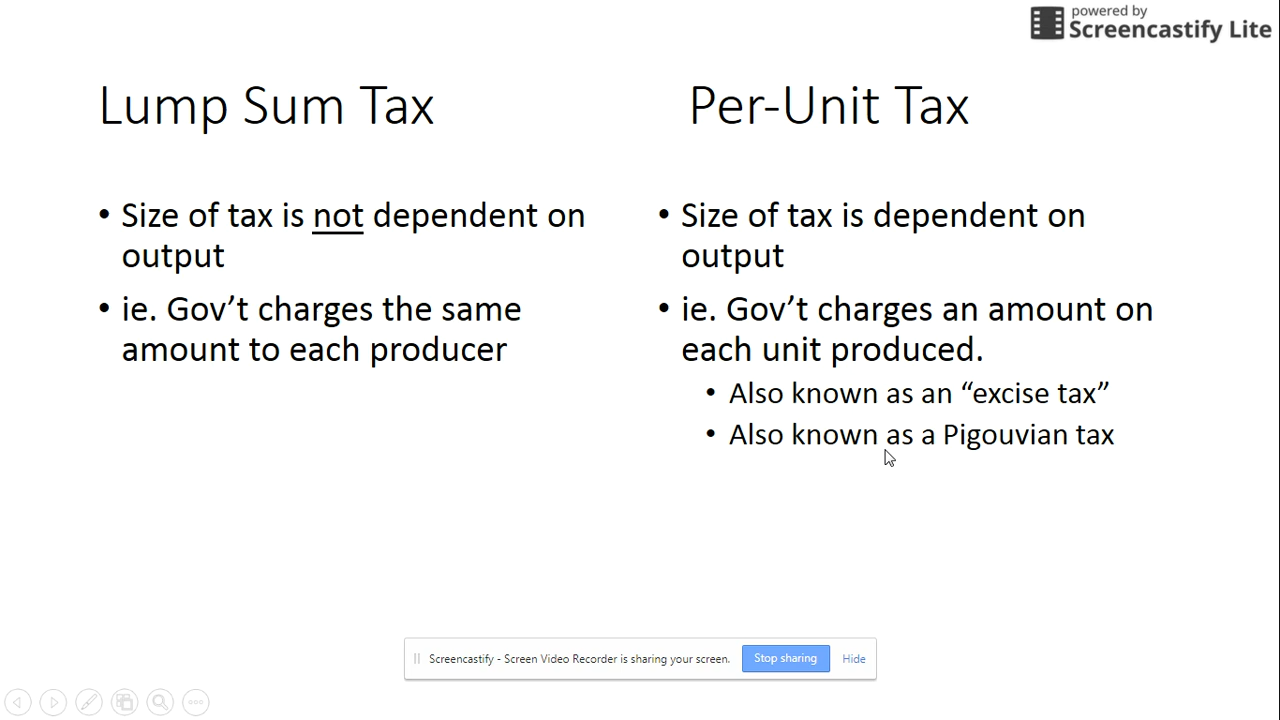 powered by
Screencastify Lite
Lump Sum Tax
• Size of tax is not dependent on
output
• ie. Gov’t charges the same
amount to each producer
Per-Unit Tax
• Size of tax is dependent on
output
• ie. Gov’t charges an amount on
each unit produced.
• Also known as an “excise tax”
• Also known as a Pigouvian tax
Screencastify - Screen Video Recorder is sharing your screen.
Stop sharing
Hide